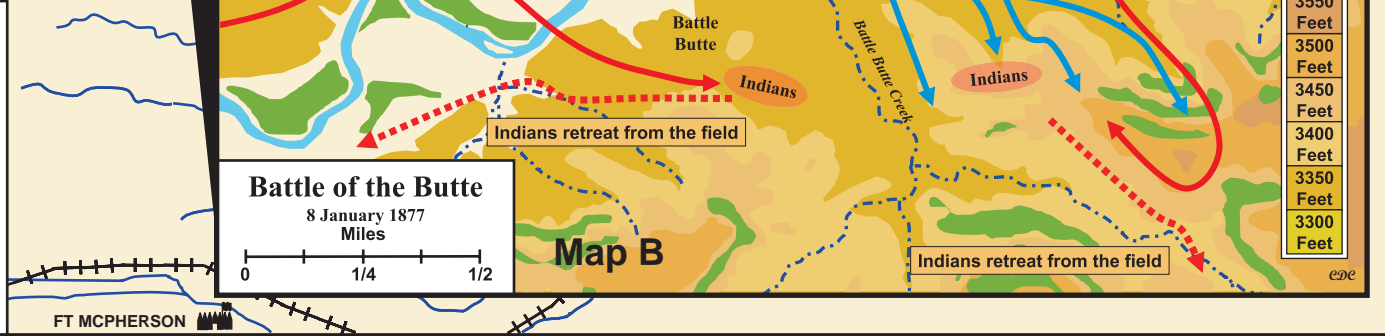 3550
Feet
3500
Feet
3450
Feet
3400
Feet
3350
Feet
3300
Feet
Battle
Butte
Battle Butte Creek
Indians
Indians
Indians retreat from the field
Battle of the Butte
8 January 1877
Miles
0 1/4 1/2
Map B
Indians retreat from the field
CDC
FT MCPHERSON